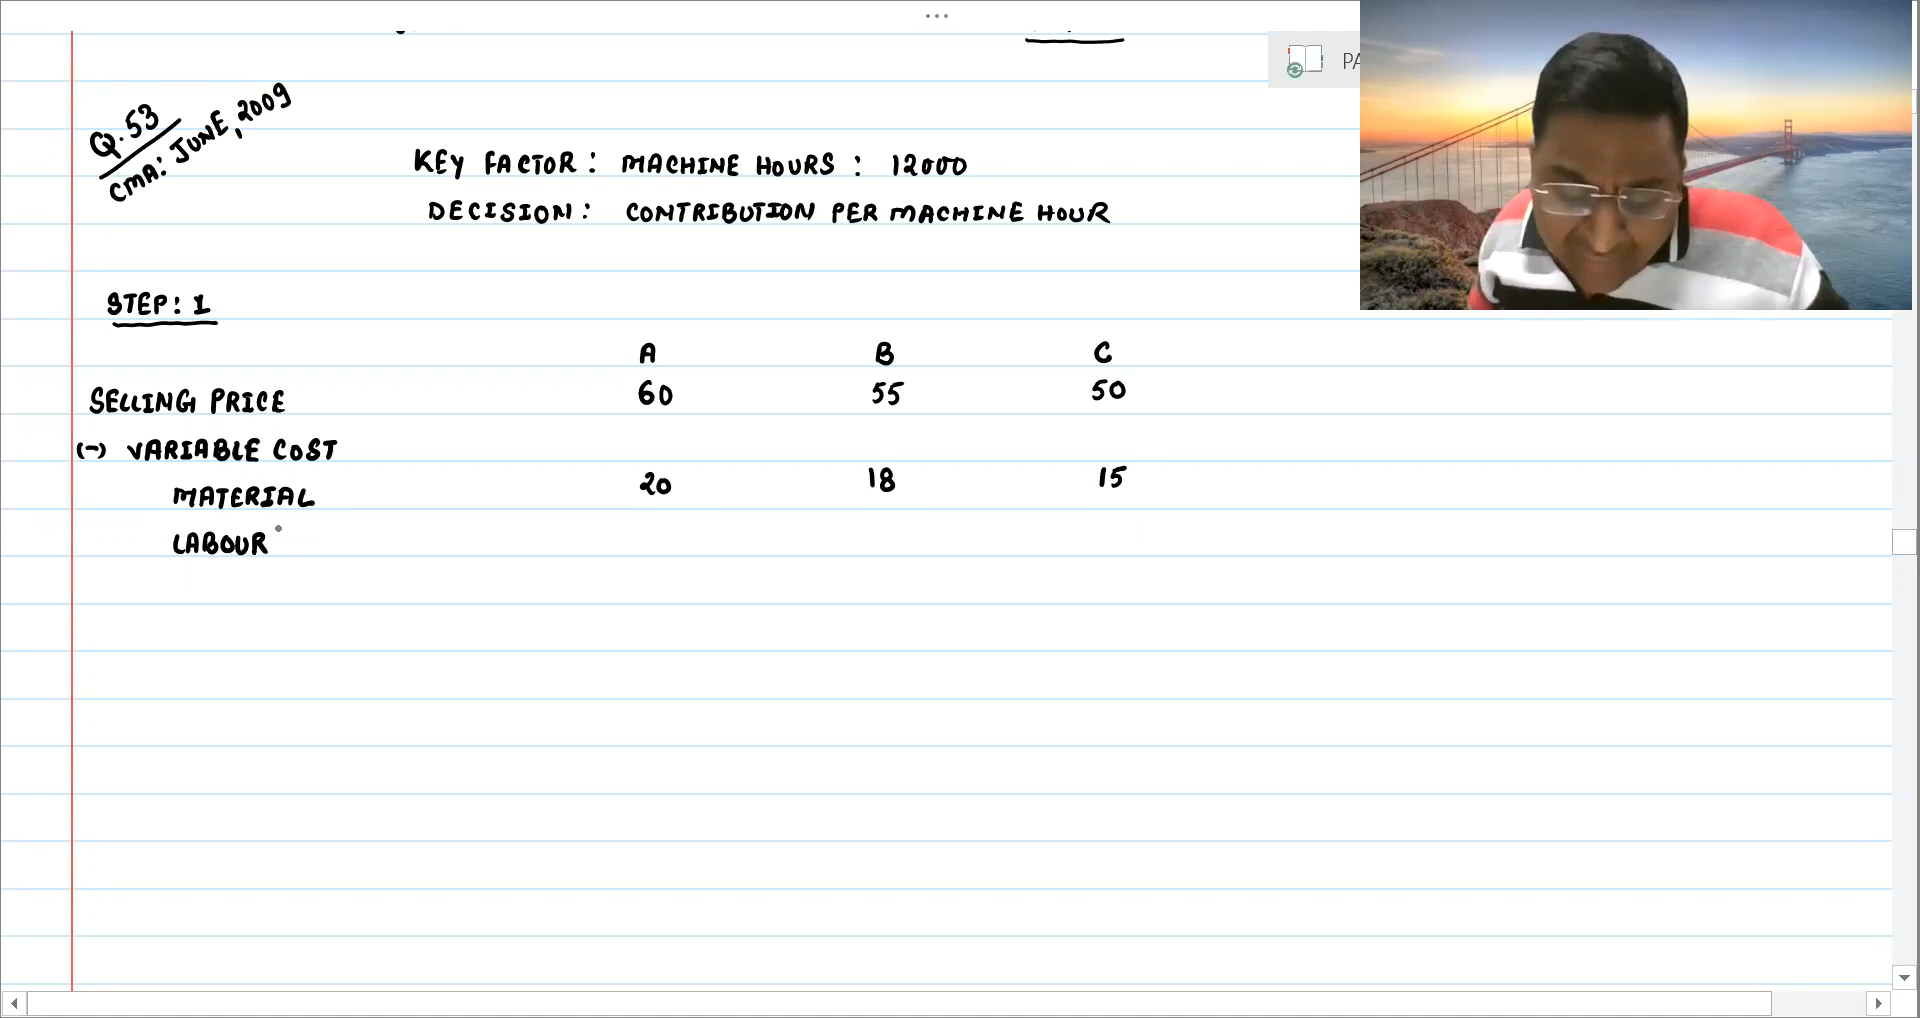 PA
Q.53
CMA: JUNE, 2009
KEY FACTOR: MACHINE HOURS: 12000
DECISION: CONTRIBUTION PER MACHINE HOUR
STEP: 1
A B C
SELLING PRICE 60 55 50
(-) VARIABLE COST
MATERIAL 20 18 15
LABOUR